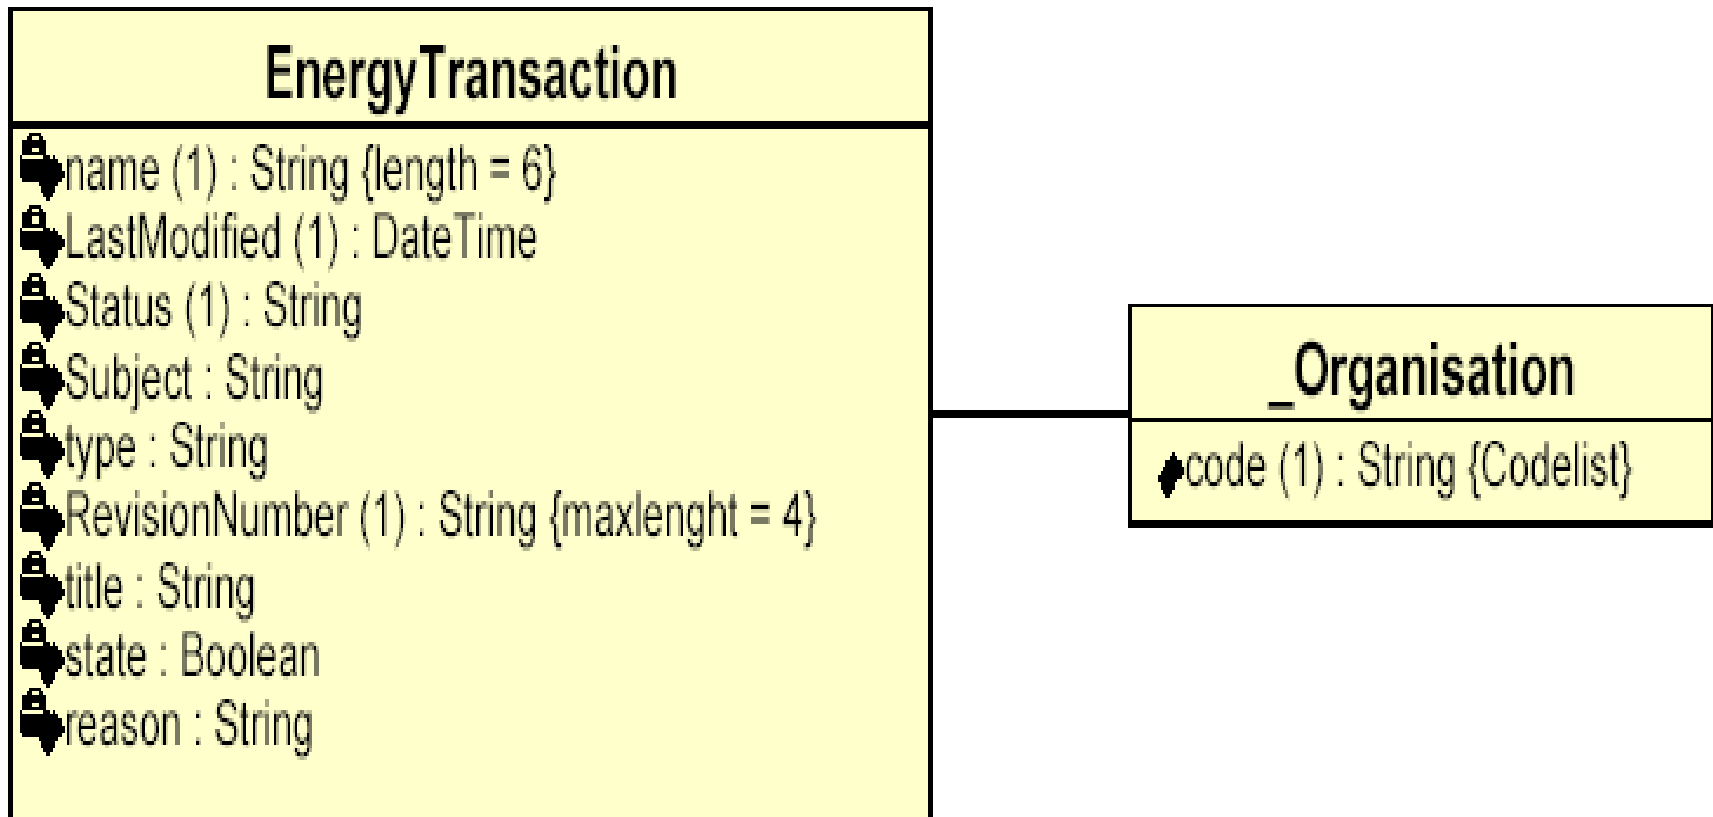 EnergyTransaction
name (1) : String {length = 6}
LastModified (1) : DateTime
Status (1) : String
Subject : String
type : String
RevisionNumber (1) : String {maxlenght = 4}
title : String
state : Boolean
reason : String
_Organisation
code (1) : String {Codelist}